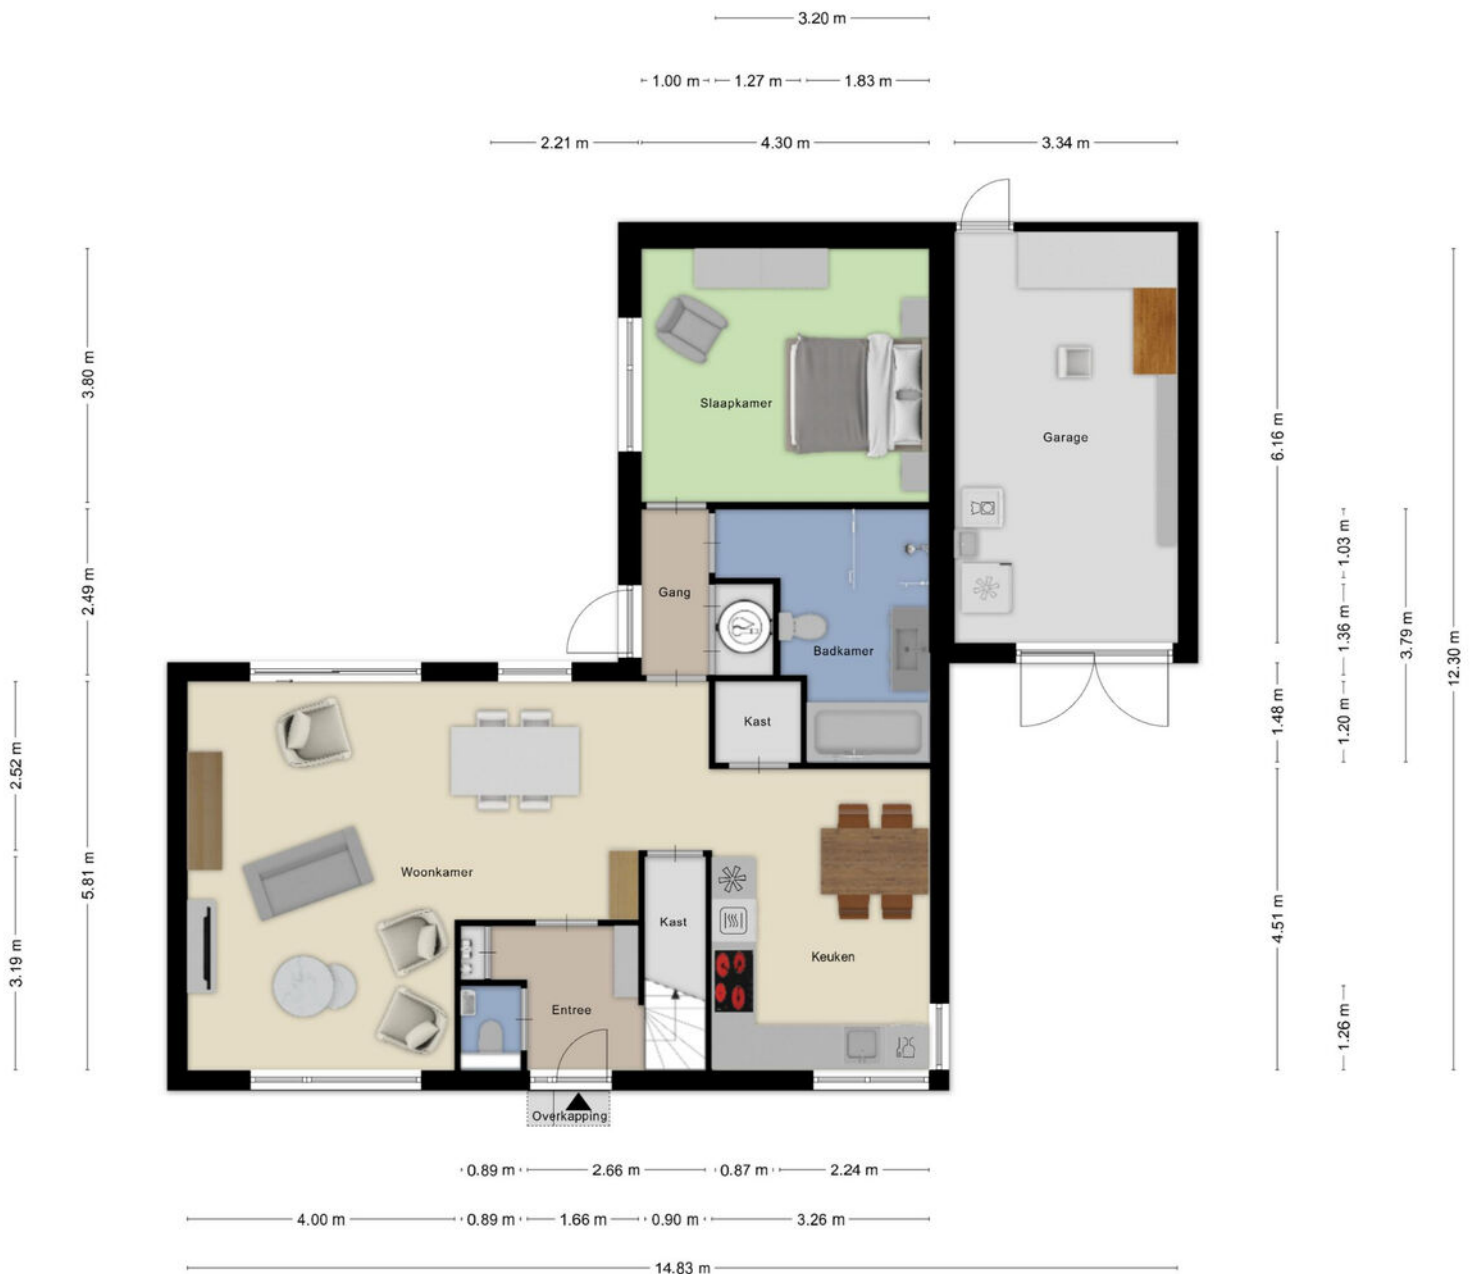 3.20 m
1.00 m
1.27 m
1.83 m
2.21 m
4.30 m
3.34 m
3.80 m
2.49 m
5.81 m
2.52 m
3.19 m
Slaapkamer
Garage
Gang
Badkamer
Kast
Woonkamer
Kast
Keuken
Entree
Overkapping
6.16 m
1.48 m
4.51 m
1.03 m
1.36 m
1.20 m
1.26 m
3.79 m
12.30 m
0.89 m
2.66 m
0.87 m
2.24 m
4.00 m
0.89 m
1.66 m
0.90 m
3.26 m
14.83 m